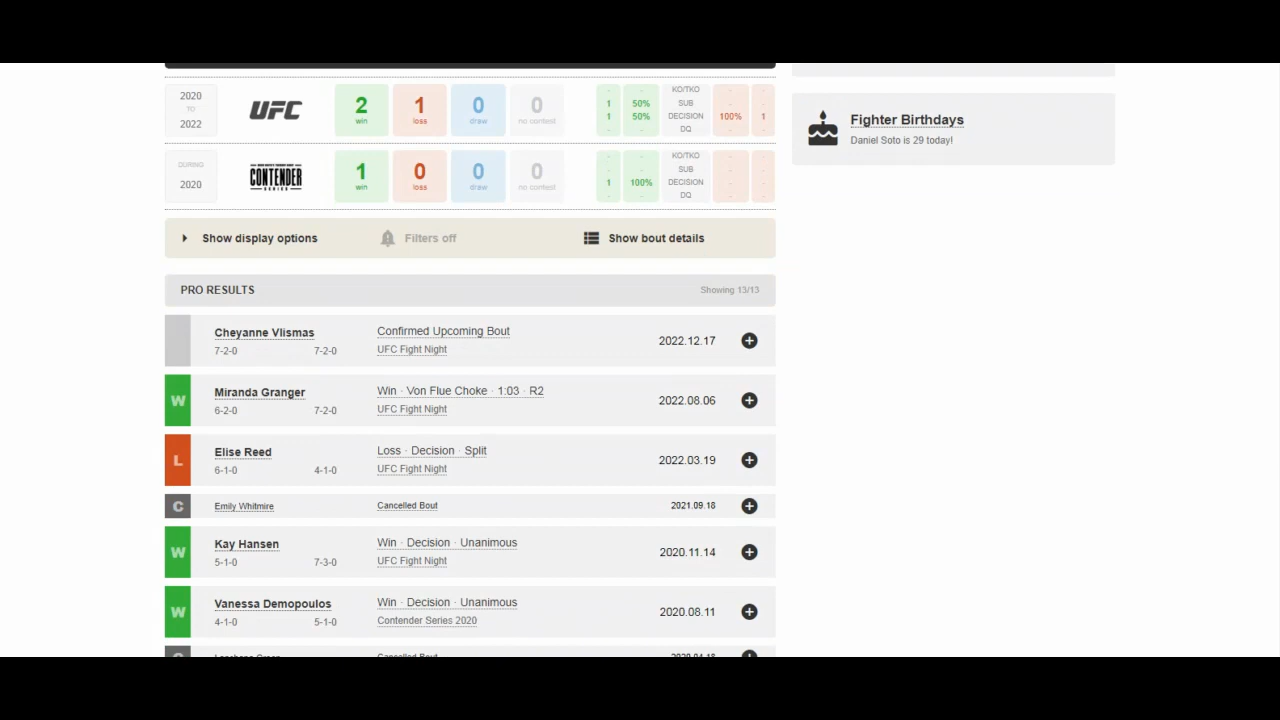 2020
TO
2022
UFC
2
win
1
loss
0
draw
0
no contest
- - KO/TKO - -
1 50% SUB - -
1 50% DECISION 100% 1
- - DQ - -
DURING
2020
CONTENDER
SERIES
1
win
0
loss
0
draw
0
no contest
- - KO/TKO - -
- - SUB - -
1 100% DECISION - -
- - DQ - -
Fighter Birthdays
Daniel Soto is 29 today!
Show display options
Filters off
Show bout details
PRO RESULTS
Showing 13/13
Cheyanne Vlismas
7-2-0 7-2-0
Confirmed Upcoming Bout
UFC Fight Night
2022.12.17
W
Miranda Granger
6-2-0 7-2-0
Win · Von Flue Choke · 1:03 · R2
UFC Fight Night
2022.08.06
L
Elise Reed
6-1-0 4-1-0
Loss · Decision · Split
UFC Fight Night
2022.03.19
C
Emily Whitmire
Cancelled Bout
2021.09.18
W
Kay Hansen
5-1-0 7-3-0
Win · Decision · Unanimous
UFC Fight Night
2020.11.14
W
Vanessa Demopoulos
4-1-0 5-1-0
Win · Decision · Unanimous
Contender Series 2020
2020.08.11
Cancelled Bout